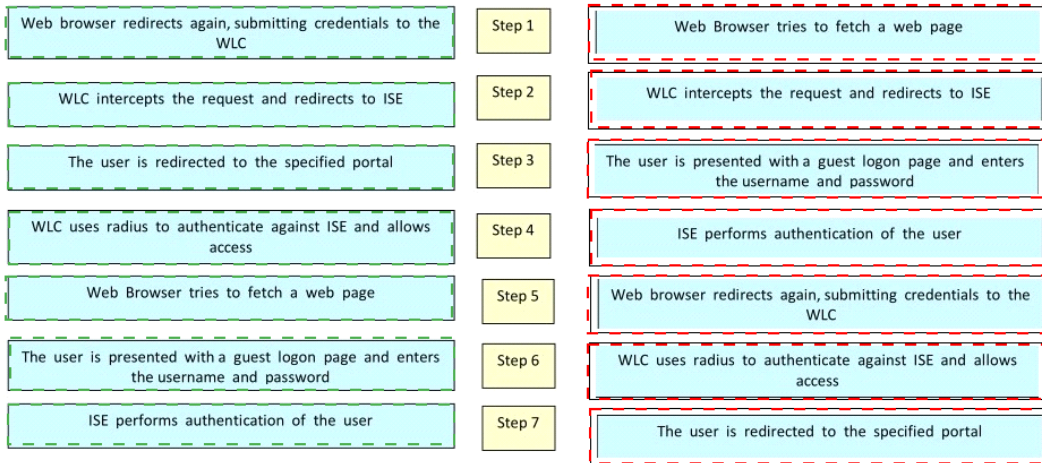 Web browser redirects again, submitting credentials to the
WLC
Step 1
Web Browser tries to fetch a web page
WLC intercepts the request and redirects to ISE
Step 2
WLC intercepts the request and redirects to ISE
The user is redirected to the specified portal
Step 3
The user is presented with a guest logon page and enters
the username and password
WLC uses radius to authenticate against ISE and allows
access
Step 4
ISE performs authentication of the user
Web Browser tries to fetch a web page
Step 5
Web browser redirects again, submitting credentials to the
WLC
The user is presented with a guest logon page and enters
the username and password
Step 6
WLC uses radius to authenticate against ISE and allows
access
ISE performs authentication of the user
Step 7
The user is redirected to the specified portal